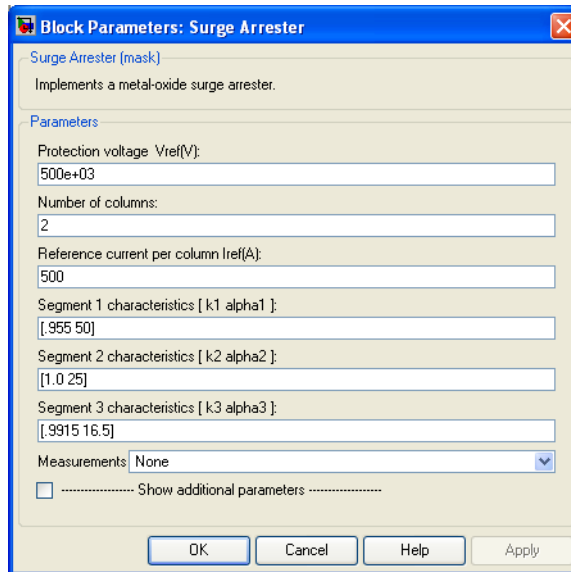 Block Parameters: Surge Arrester
Surge Arrester (mask)
Implements a metal-oxide surge arrester.
Parameters
Protection voltage Vref(V):
500e+03
Number of columns:
2
Reference current per column Iref(A):
500
Segment 1 characteristics [ k1 alpha1 ]:
[.955 50]
Segment 2 characteristics [ k2 alpha2 ]:
[1.0 25]
Segment 3 characteristics [ k3 alpha3 ]:
[.9915 16.5]
Measurements None
------------------ Show additional parameters ------------------
OK Cancel Help Apply